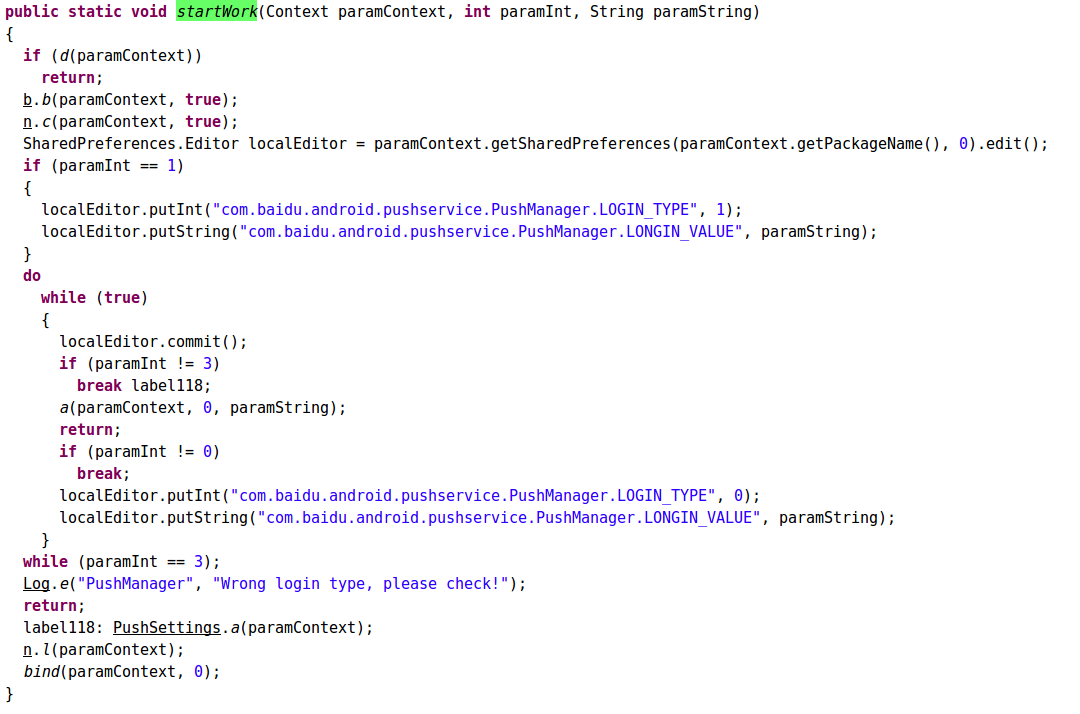 public static void startWork(Context paramContext, int paramInt, String paramString)
{
  if (d(paramContext))
    return;
  b.b(paramContext, true);
  n.c(paramContext, true);
  SharedPreferences.Editor localEditor = paramContext.getSharedPreferences(paramContext.getPackageName(), 0).edit();
  if (paramInt == 1)
  {
    localEditor.putInt("com.baidu.android.pushservice.PushManager.LOGIN_TYPE", 1);
    localEditor.putString("com.baidu.android.pushservice.PushManager.LONGIN_VALUE", paramString);
  }
  do
    while (true)
    {
      localEditor.commit();
      if (paramInt != 3)
        break label118;
      a(paramContext, 0, paramString);
      return;
      if (paramInt != 0)
        break;
      localEditor.putInt("com.baidu.android.pushservice.PushManager.LOGIN_TYPE", 0);
      localEditor.putString("com.baidu.android.pushservice.PushManager.LONGIN_VALUE", paramString);
    }
  while (paramInt == 3);
  Log.e("PushManager", "Wrong login type, please check!");
  return;
  label118: PushSettings.a(paramContext);
  n.l(paramContext);
  bind(paramContext, 0);
}